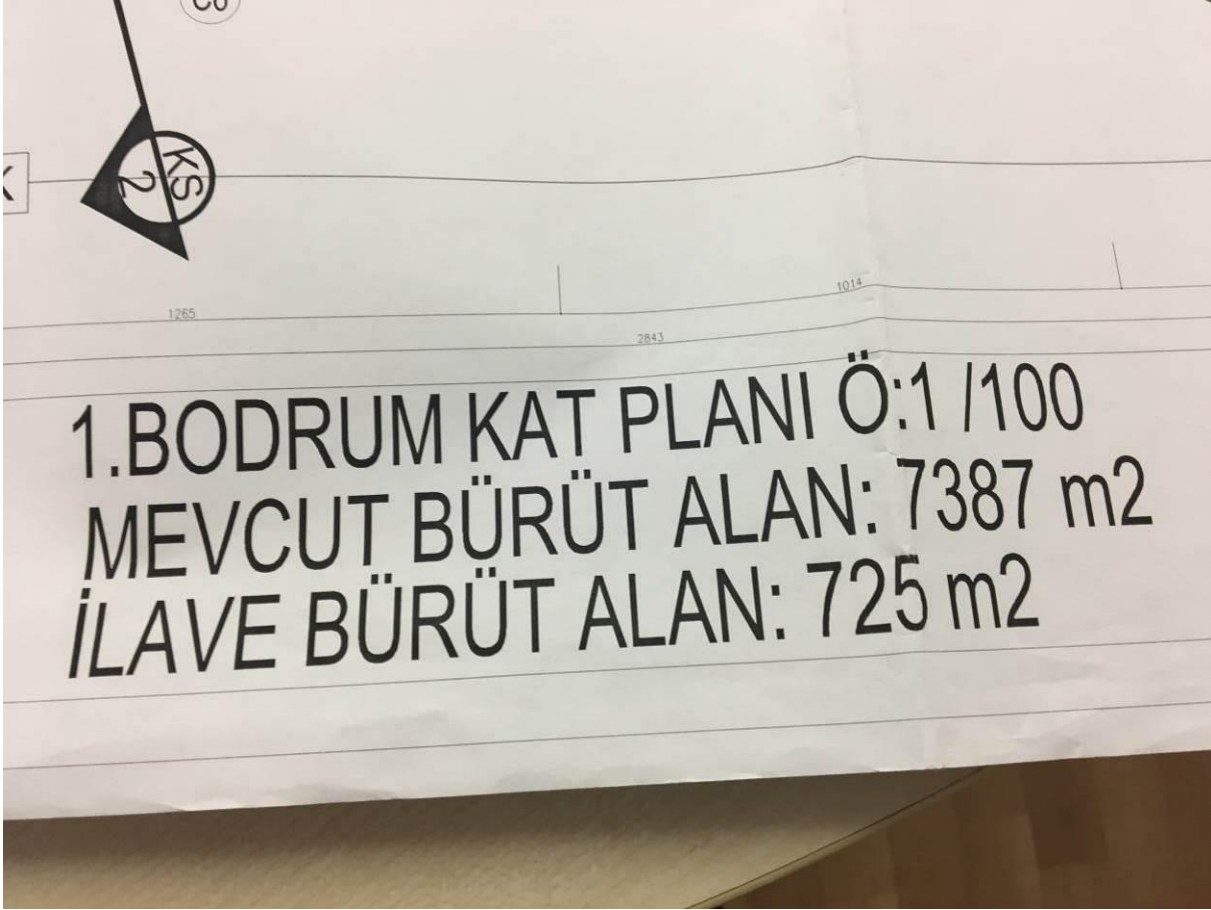 KS
2
1265
1014
2843
1.BODRUM KAT PLANI Ö:1 /100
MEVCUT BÜRÜT ALAN: 7387 m2
İLAVE BÜRÜT ALAN: 725 m2